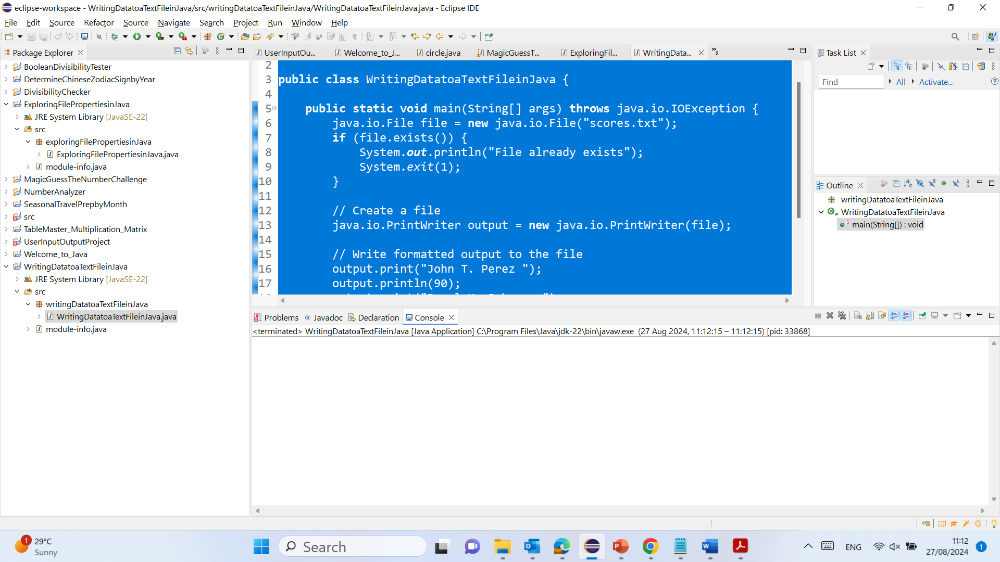 eclipse-workspace - WritingDatatoaTextFileinJava/src/writingDatatoaTextFileinJava/WritingDatatoaTextFileinJava.java - Eclipse IDE
File Edit Source Refactor Source Navigate Search Project Run Window Help
Package Explorer
BooleanDivisibilityTester
DetermineChineseZodiacSignbyYear
DivisibilityChecker
ExploringFilePropertiesinJava
JRE System Library [JavaSE-22]
src
exploringFilePropertiesinJava
ExploringFilePropertiesinJava.java
module-info.java
MagicGuessTheNumberChallenge
NumberAnalyzer
SeasonalTravelPrepbyMonth
src
TableMaster_Multiplication_Matrix
UserInputOutputProject
Welcome_to_Java
WritingDatatoaTextFileinJava
JRE System Library [JavaSE-22]
src
writingDatatoaTextFileinJava
WritingDatatoaTextFileinJava.java
module-info.java
UserInputOu... Welcome_to_J... circle.java MagicGuessT... ExploringFil... WritingData... »9
2
3 public class WritingDatatoaTextFileinJava {
4
5 public static void main(String[] args) throws java.io.IOException {
6 java.io.File file = new java.io.File("scores.txt");
7 if (file.exists()) {
8 System.out.println("File already exists");
9 System.exit(1);
10 }
11
12 // Create a file
13 java.io.PrintWriter output = new java.io.PrintWriter(file);
14
15 // Write formatted output to the file
16 output.print("John T. Perez ");
17 output.println(90);
Task List
Find All Activate...
Outline
writingDatatoaTextFileinJava
WritingDatatoaTextFileinJava
main(String[]) : void
Problems Javadoc Declaration Console
<terminated> WritingDatatoaTextFileinJava [Java Application] C:\Program Files\Java\jdk-22\bin\javaw.exe (27 Aug 2024, 11:12:15 – 11:12:15) [pid: 33868]
1
29°C
Sunny
Search
ENG
11:12
27/08/2024
1